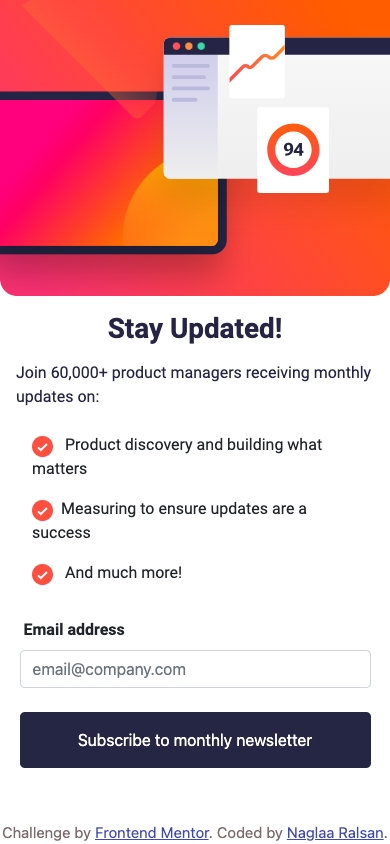 94
Stay Updated!
Join 60,000+ product managers receiving monthly
updates on:
Product discovery and building what
matters
Measuring to ensure updates are a
success
And much more!
Email address
email@company.com
Subscribe to monthly newsletter
Challenge by Frontend Mentor. Coded by Naglaa Ralsan.